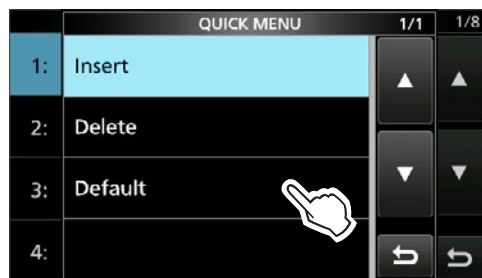 QUICK MENU 1/1 1/8
1: Insert
2: Delete
3: Default
4: